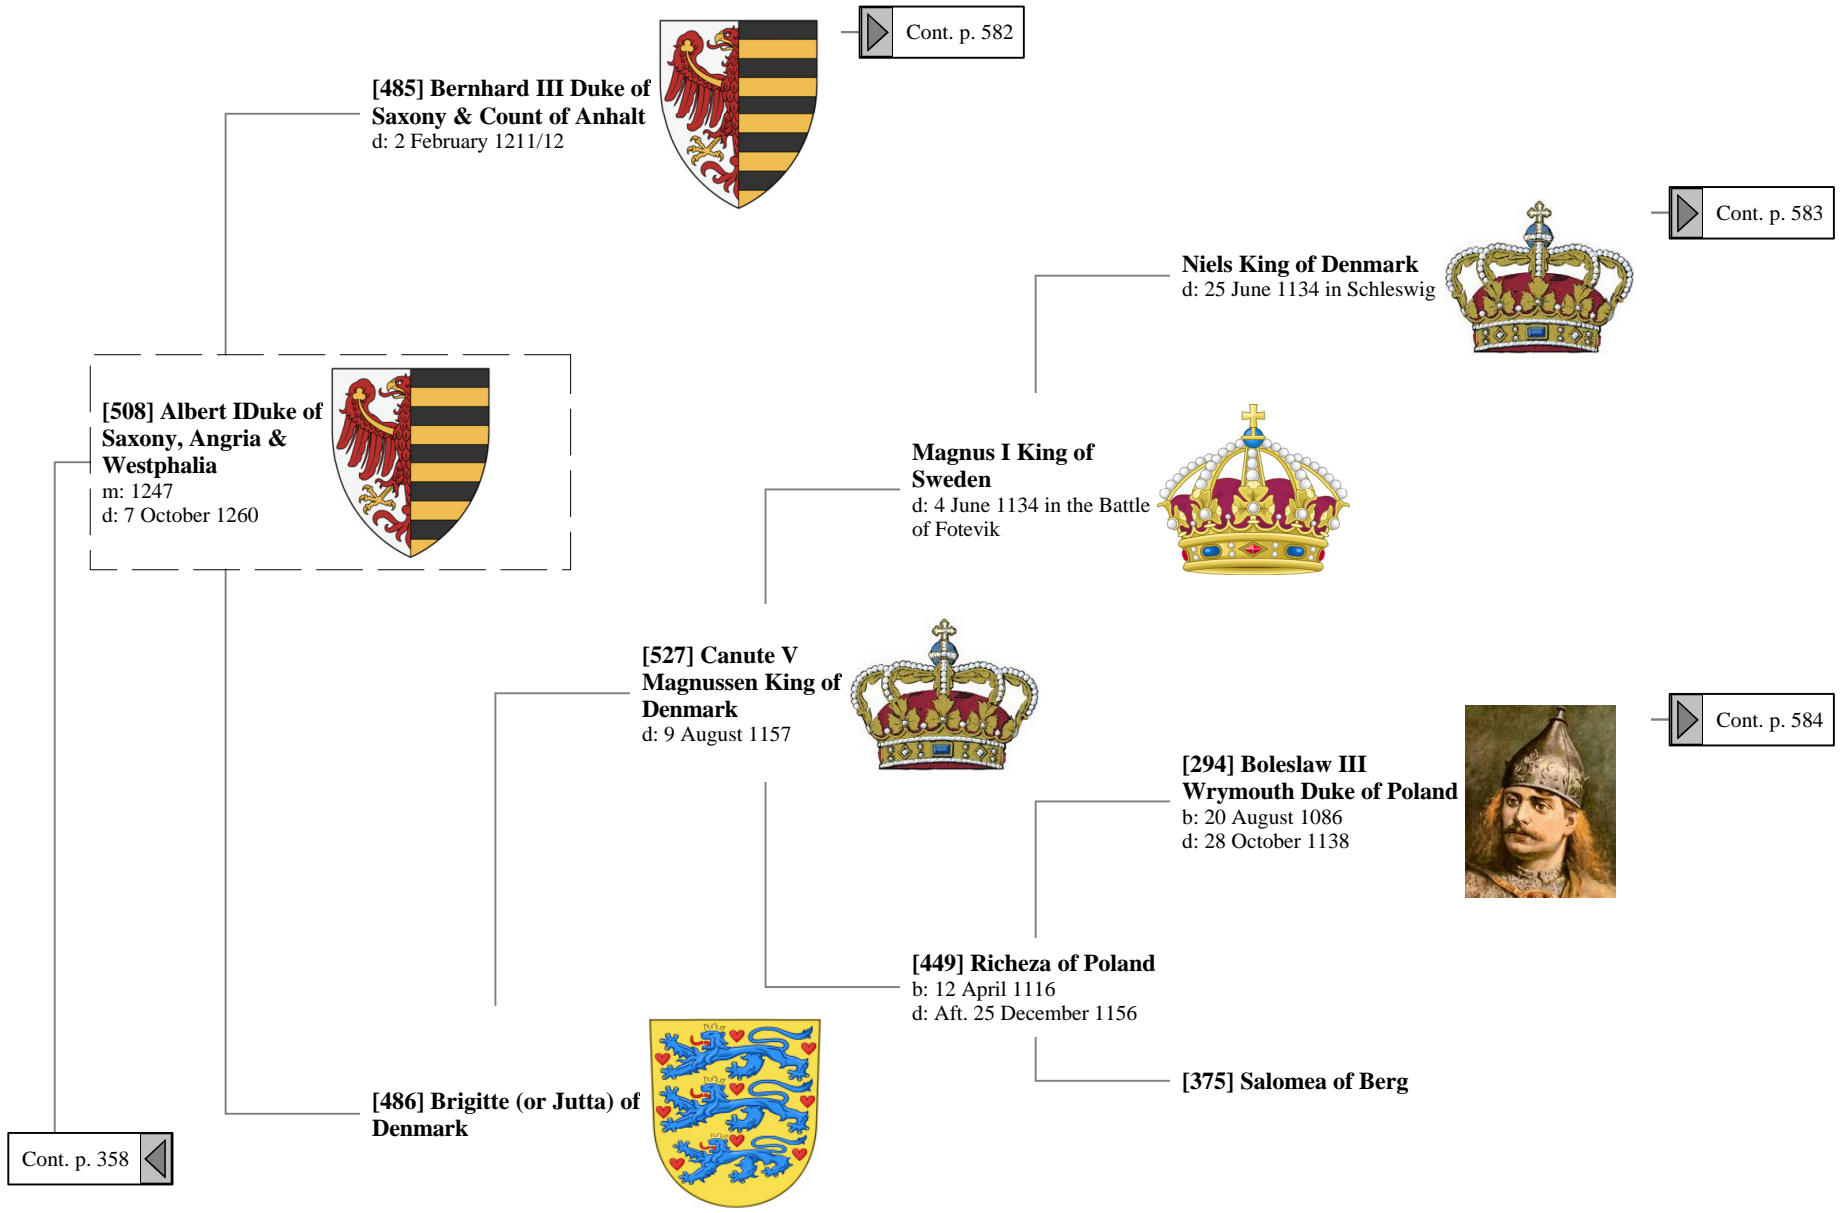 Cont. p. 582
[485] Bernhard III Duke of
Saxony & Count of Anhalt
d: 2 February 1211/12
Cont. p. 583
Niels King of Denmark
d: 25 June 1134 in Schleswig
[508] Albert IDuke of
Saxony, Angria &
Westphalia
m: 1247
d: 7 October 1260
Magnus I King of
Sweden
d: 4 June 1134 in the Battle
of Fotevik
[527] Canute V
Magnussen King of
Denmark
d: 9 August 1157
Cont. p. 584
[294] Boleslaw III
Wrymouth Duke of Poland
b: 20 August 1086
d: 28 October 1138
[449] Richeza of Poland
b: 12 April 1116
d: Aft. 25 December 1156
[375] Salomea of Berg
[486] Brigitte (or Jutta) of
Denmark
Cont. p. 358